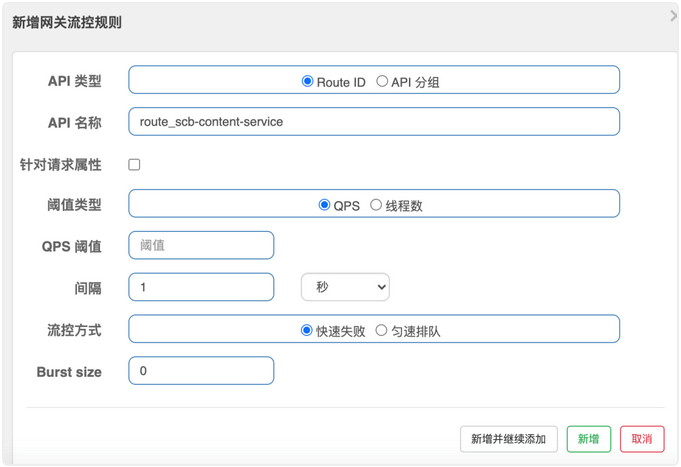 新增网关流控规则
API 类型 Route ID API 分组
API 名称 route_scb-content-service
针对请求属性
阈值类型 QPS 线程数
QPS 阈值 阈值
间隔 1 秒
流控方式 快速失败 匀速排队
Burst size 0
新增并继续添加 新增 取消